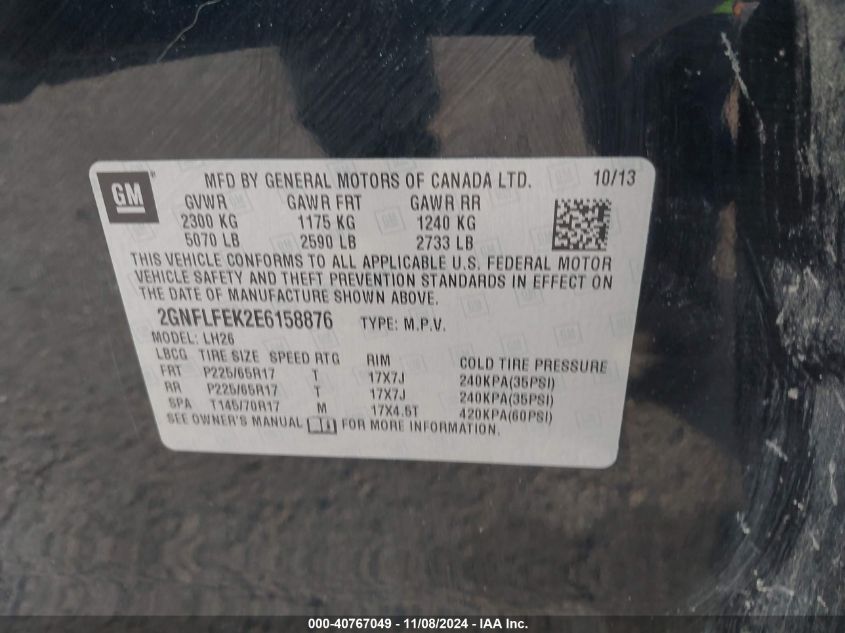 GM ® MFD BY GENERAL MOTORS OF CANADA LTD. 10/13
GVWR GAWR FRT GAWR RR
2300 KG 1175 KG 1240 KG
5070 LB 2590 LB 2733 LB
THIS VEHICLE CONFORMS TO ALL APPLICABLE U.S. FEDERAL MOTOR
VEHICLE SAFETY AND THEFT PREVENTION STANDARDS IN EFFECT ON
THE DATE OF MANUFACTURE SHOWN ABOVE.
2GNFLFEK2E6158876 TYPE: M.P.V.
MODEL: LH26
LBCG TIRE SIZE SPEED RTG RIM COLD TIRE PRESSURE
FRT P225/65R17 T 17X7J 240KPA(35PSI)
RR P225/65R17 T 17X7J 240KPA(35PSI)
SPA T145/70R17 M 17X4.5T 420KPA(60PSI)
SEE OWNER'S MANUAL FOR MORE INFORMATION.
000-40767049 - 11/08/2024 - IAA Inc.